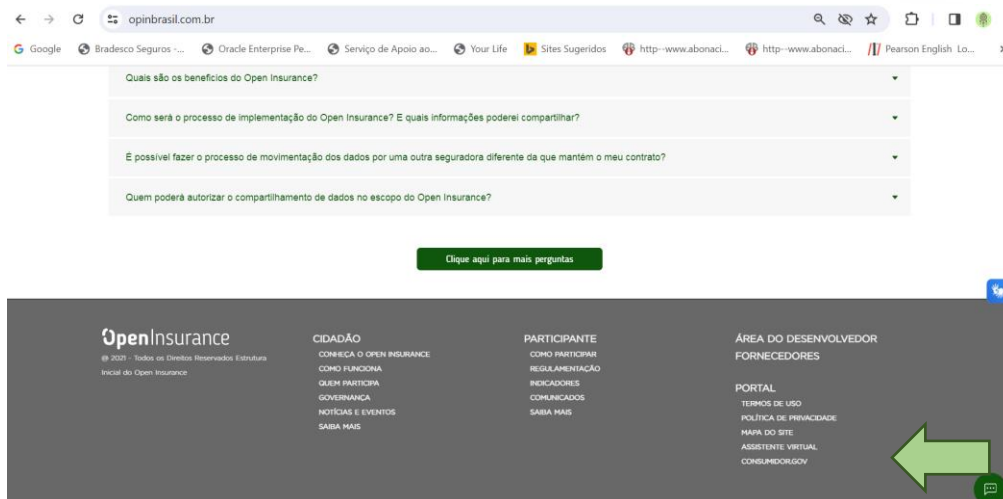 opinbrasil.com.br
Google Bradesco Seguros -... Oracle Enterprise Pe... Serviço de Apoio ao... Your Life Sites Sugeridos http--www.abonaci... http--www.abonaci... Pearson English Lo...
Quais são os beneficios do Open Insurance?
Como será o processo de implementação do Open Insurance? E quais informações poderei compartilhar?
É possível fazer o processo de movimentação dos dados por uma outra seguradora diferente da que mantém o meu contrato?
Quem poderá autorizar o compartilhamento de dados no escopo do Open Insurance?
Clique aqui para mais perguntas
OpenInsurance
@ 2021 - Todos os Direitos Reservados Estrutura
Inicial do Open Insurance
CIDADÃO
CONHEÇA O OPEN INSURANCE
COMO FUNCIONA
QUEM PARTICIPA
GOVERNANÇA
NOTÍCIAS E EVENTOS
SAIBA MAIS
PARTICIPANTE
COMO PARTICIPAR
REGULAMENTAÇÃO
INDICADORES
COMUNICADOS
SAIBA MAIS
ÁREA DO DESENVOLVEDOR
FORNECEDORES
PORTAL
TERMOS DE USO
POLÍTICA DE PRIVACIDADE
MAPA DO SITE
ASSISTENTE VIRTUAL
CONSUMIDOR.GOV